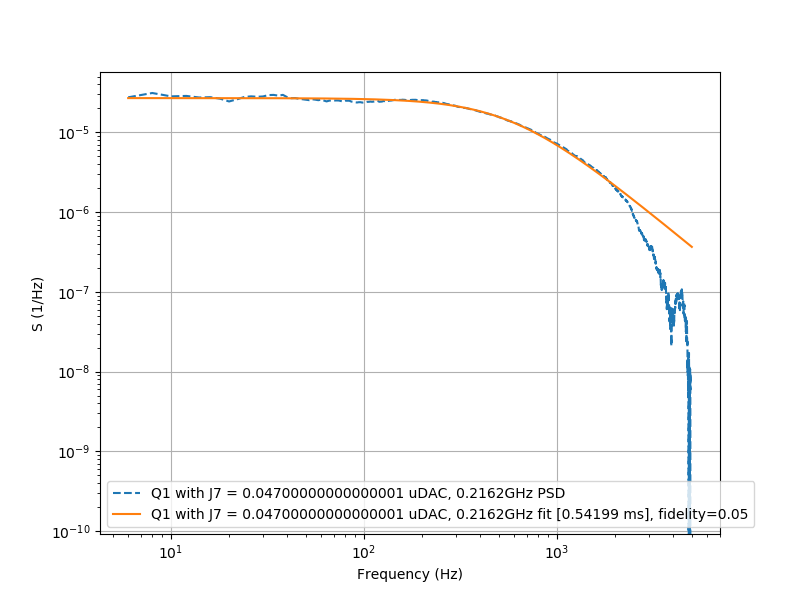 10⁻⁵
10⁻⁶
10⁻⁷
10⁻⁸
10⁻⁹
10⁻¹⁰
S (1/Hz)
Q1 with J7 = 0.04700000000000001 uDAC, 0.2162GHz PSD
Q1 with J7 = 0.04700000000000001 uDAC, 0.2162GHz fit [0.54199 ms], fidelity=0.05
10¹ 10² 10³
Frequency (Hz)